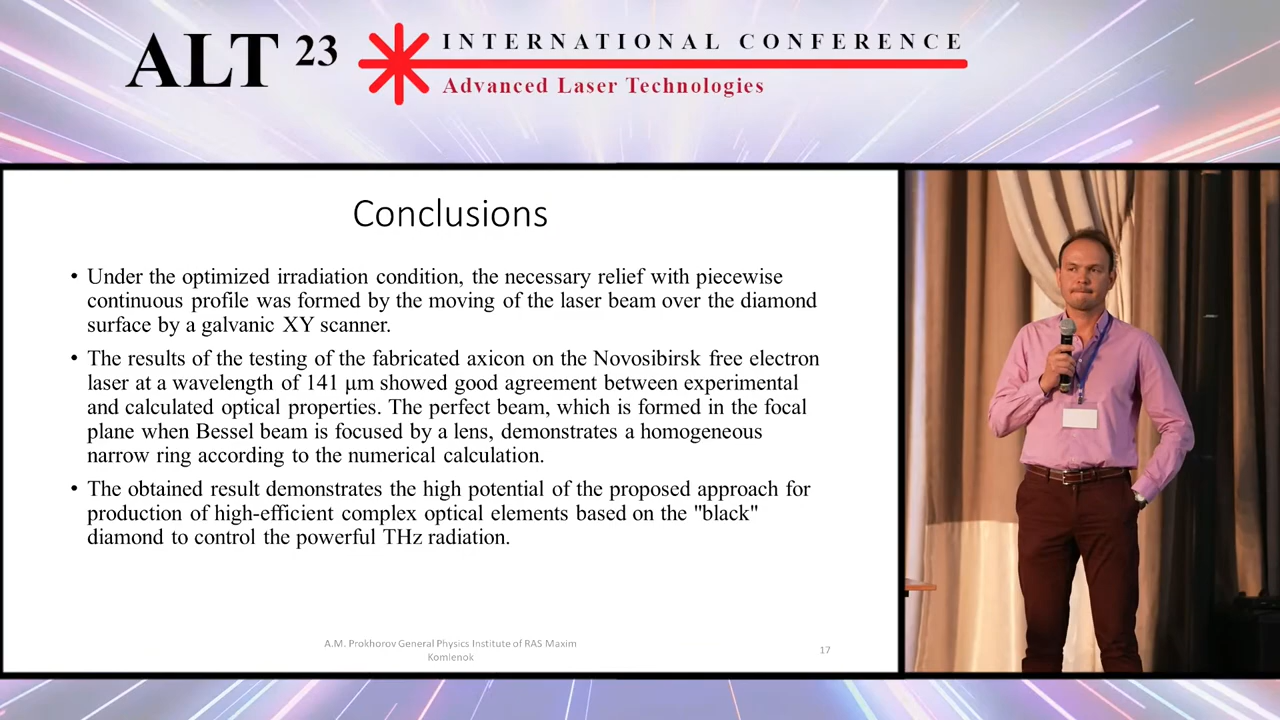 ALT 23
INTERNATIONAL CONFERENCE
Advanced Laser Technologies
Conclusions
• Under the optimized irradiation condition, the necessary relief with piecewise
continuous profile was formed by the moving of the laser beam over the diamond
surface by a galvanic XY scanner.
• The results of the testing of the fabricated axicon on the Novosibirsk free electron
laser at a wavelength of 141 μm showed good agreement between experimental
and calculated optical properties. The perfect beam, which is formed in the focal
plane when Bessel beam is focused by a lens, demonstrates a homogeneous
narrow ring according to the numerical calculation.
• The obtained result demonstrates the high potential of the proposed approach for
production of high-efficient complex optical elements based on the "black"
diamond to control the powerful THz radiation.
A.M. Prokhorov General Physics Institute of RAS Maxim
Komlenok
17